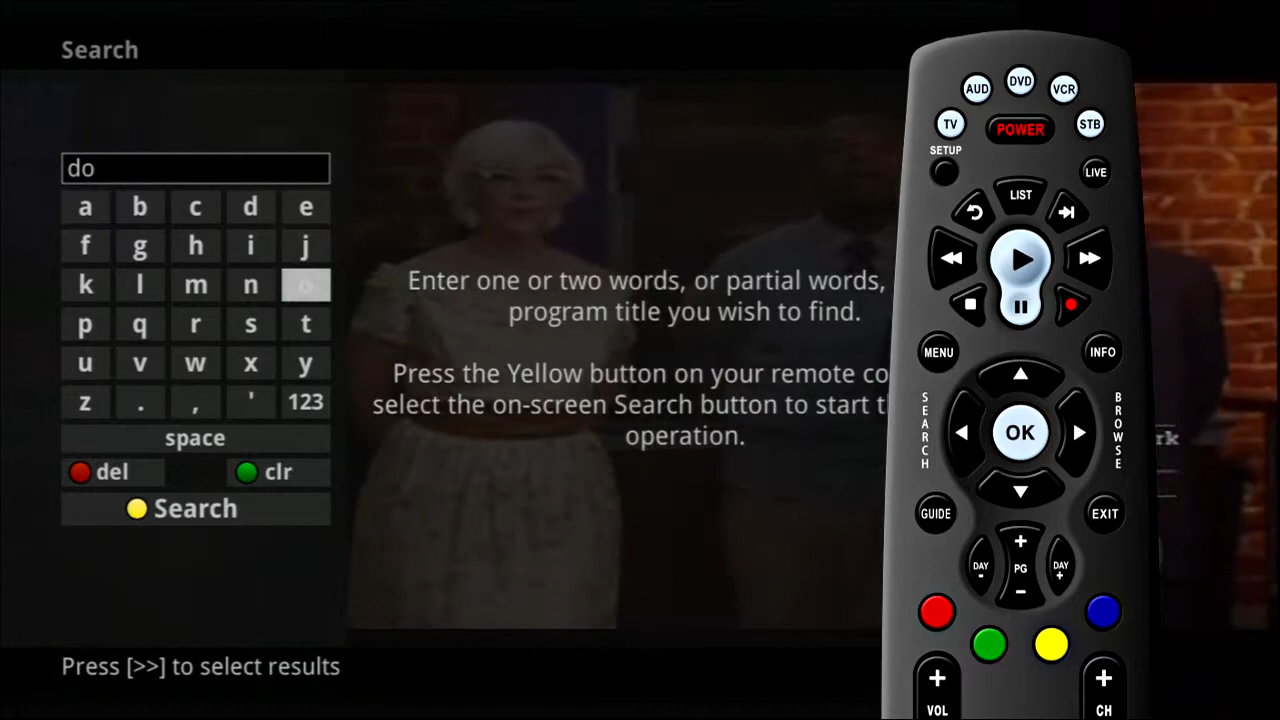 Search
do
a b c d e
f g h i j
k l m n o
p q r s t
u v w x y
z . , ' 123
space
del clr
Search
Enter one or two words, or partial words,
program title you wish to find.
Press the Yellow button on your remote co
select the on-screen Search button to start t
operation.
Press [>>] to select results
rk
AUD DVD VCR
TV POWER STB
SETUP
LIVE
LIST
MENU INFO
SEARCH
OK
BROWSE
GUIDE EXIT
+
DAY - PG DAY +
-
+ +
VOL CH